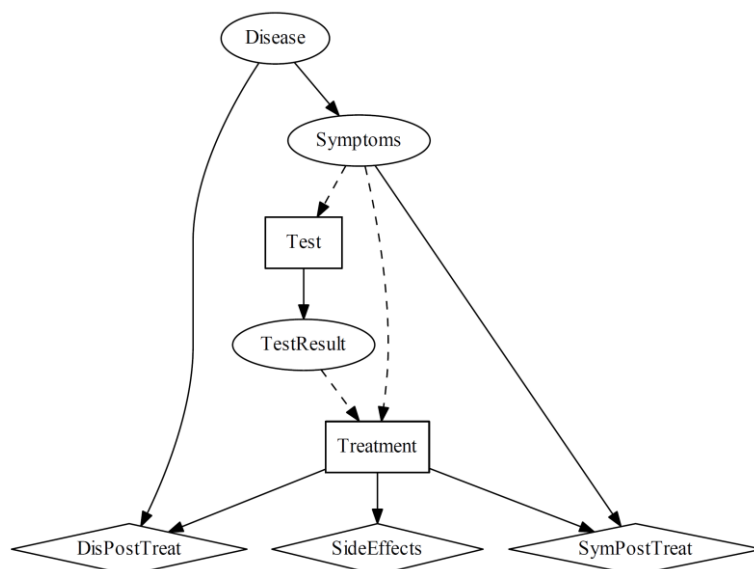 Disease
Symptoms
Test
TestResult
Treatment
DisPostTreat
SideEffects
SymPostTreat